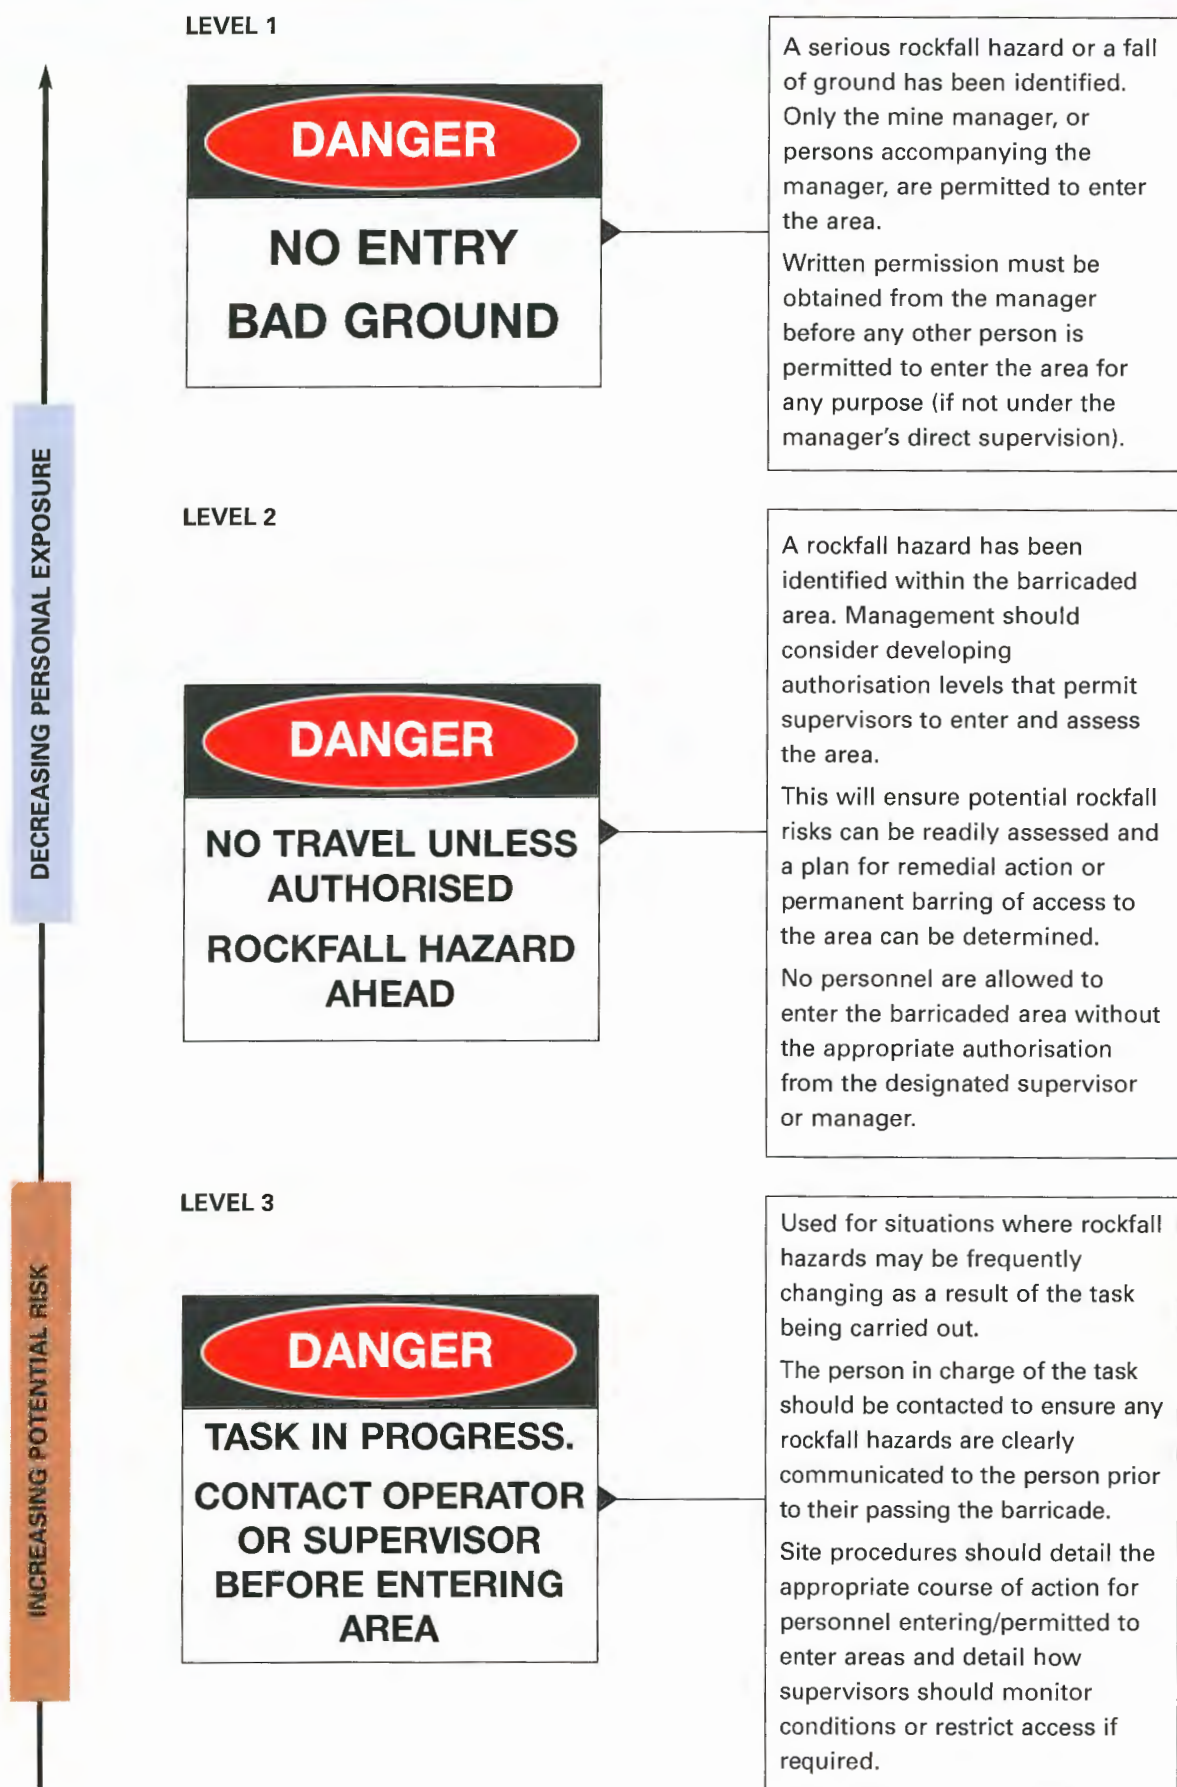 LEVEL 1
DANGER
NO ENTRY
BAD GROUND
A serious rockfall hazard or a fall
of ground has been identified.
Only the mine manager, or
persons accompanying the
manager, are permitted to enter
the area.
Written permission must be
obtained from the manager
before any other person is
permitted to enter the area for
any purpose (if not under the
manager's direct supervision).
DECREASING PERSONAL EXPOSURE
LEVEL 2
DANGER
NO TRAVEL UNLESS
AUTHORISED
ROCKFALL HAZARD
AHEAD
A rockfall hazard has been
identified within the barricaded
area. Management should
consider developing
authorisation levels that permit
supervisors to enter and assess
the area.
This will ensure potential rockfall
risks can be readily assessed and
a plan for remedial action or
permanent barring of access to
the area can be determined.
No personnel are allowed to
enter the barricaded area without
the appropriate authorisation
from the designated supervisor
or manager.
INCREASING POTENTIAL RISK
LEVEL 3
DANGER
TASK IN PROGRESS.
CONTACT OPERATOR
OR SUPERVISOR
BEFORE ENTERING
AREA
Used for situations where rockfall
hazards may be frequently
changing as a result of the task
being carried out.
The person in charge of the task
should be contacted to ensure any
rockfall hazards are clearly
communicated to the person prior
to their passing the barricade.
Site procedures should detail the
appropriate course of action for
personnel entering/permitted to
enter areas and detail how
supervisors should monitor
conditions or restrict access if
required.